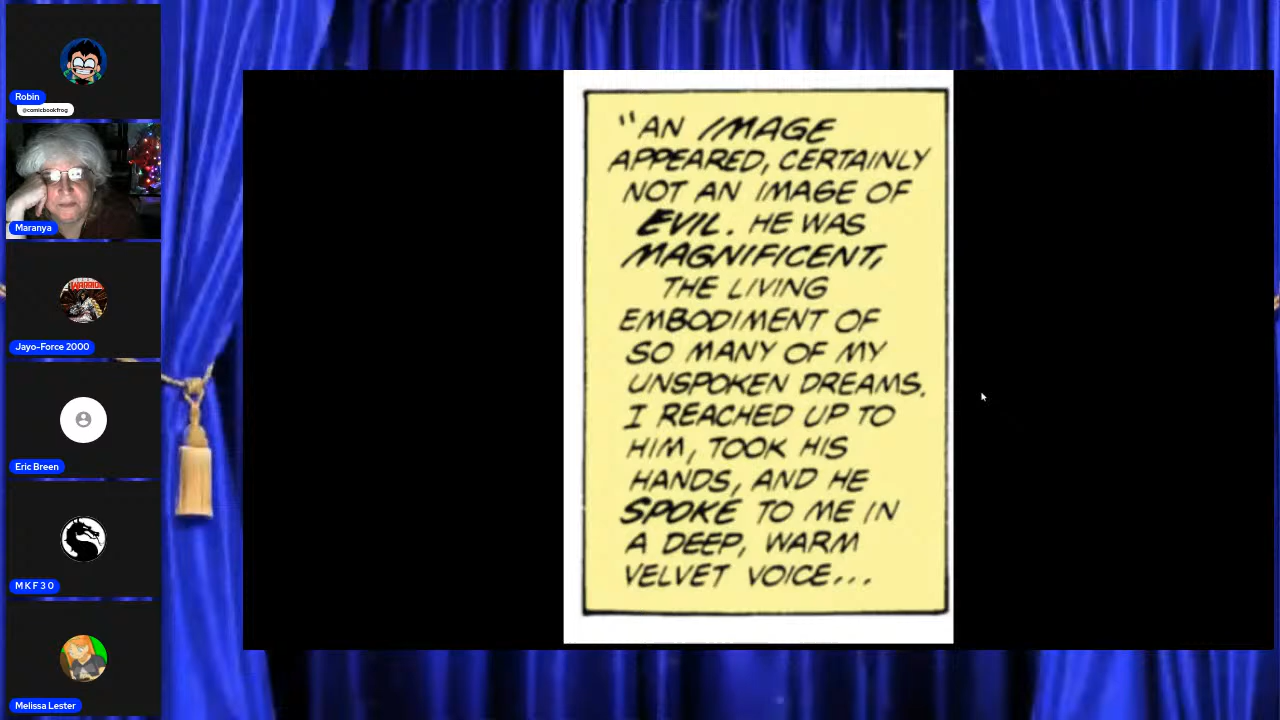 Robin
@comicbookfrog
Maranya
Jayo-Force 2000
Eric Breen
M K F 3 0
Melissa Lester
"AN IMAGE
APPEARED, CERTAINLY
NOT AN IMAGE OF
EVIL. HE WAS
MAGNIFICENT,
THE LIVING
EMBODIMENT OF
SO MANY OF MY
UNSPOKEN DREAMS.
I REACHED UP TO
HIM, TOOK HIS
HANDS, AND HE
SPOKE TO ME IN
A DEEP, WARM
VELVET VOICE...